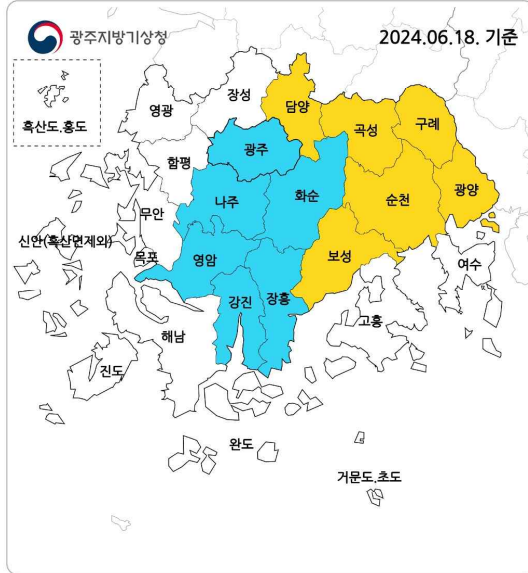 광주지방기상청
2024.06.18. 기준
흑산도.홍도
영광
장성
담양
곡성
구례
함평
광주
나주
화순
순천
광양
무안
신안(흑산면제외)
목포
영암
보성
여수
강진
장흥
고흥
해남
진도
완도
거문도.초도